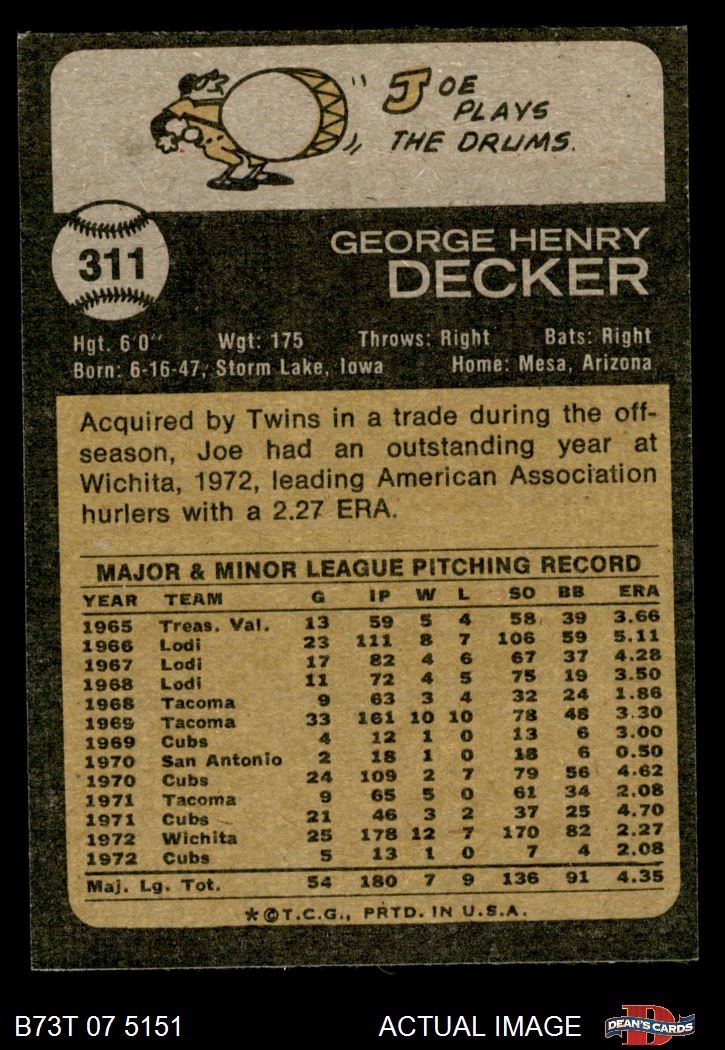 JOE
PLAYS
THE DRUMS.
311
GEORGE HENRY
DECKER
Hgt. 6'0" Wgt: 175 Throws: Right Bats: Right
Born: 6-16-47, Storm Lake, Iowa Home: Mesa, Arizona
Acquired by Twins in a trade during the off-
season, Joe had an outstanding year at
Wichita, 1972, leading American Association
hurlers with a 2.27 ERA.
MAJOR & MINOR LEAGUE PITCHING RECORD
YEAR TEAM G IP W L SO BB ERA
1965 Treas. Val. 13 59 5 4 58 39 3.66
1966 Lodi 23 111 8 7 106 59 5.11
1967 Lodi 17 82 4 6 67 37 4.28
1968 Lodi 11 72 4 5 75 19 3.50
1968 Tacoma 9 63 3 4 32 24 1.86
1969 Tacoma 33 161 10 10 78 48 3.30
1969 Cubs 4 12 1 0 13 6 3.00
1970 San Antonio 2 18 1 0 18 6 0.50
1970 Cubs 24 109 2 7 79 56 4.62
1971 Tacoma 9 65 5 0 61 34 2.08
1971 Cubs 21 46 3 2 37 25 4.70
1972 Wichita 25 178 12 7 170 82 2.27
1972 Cubs 5 13 1 0 7 4 2.08
Maj. Lg. Tot. 54 180 7 9 136 91 4.35
*©T.C.G., PRTD. IN U.S.A.
B73T 07 5151 ACTUAL IMAGE DEAN'S CARDS